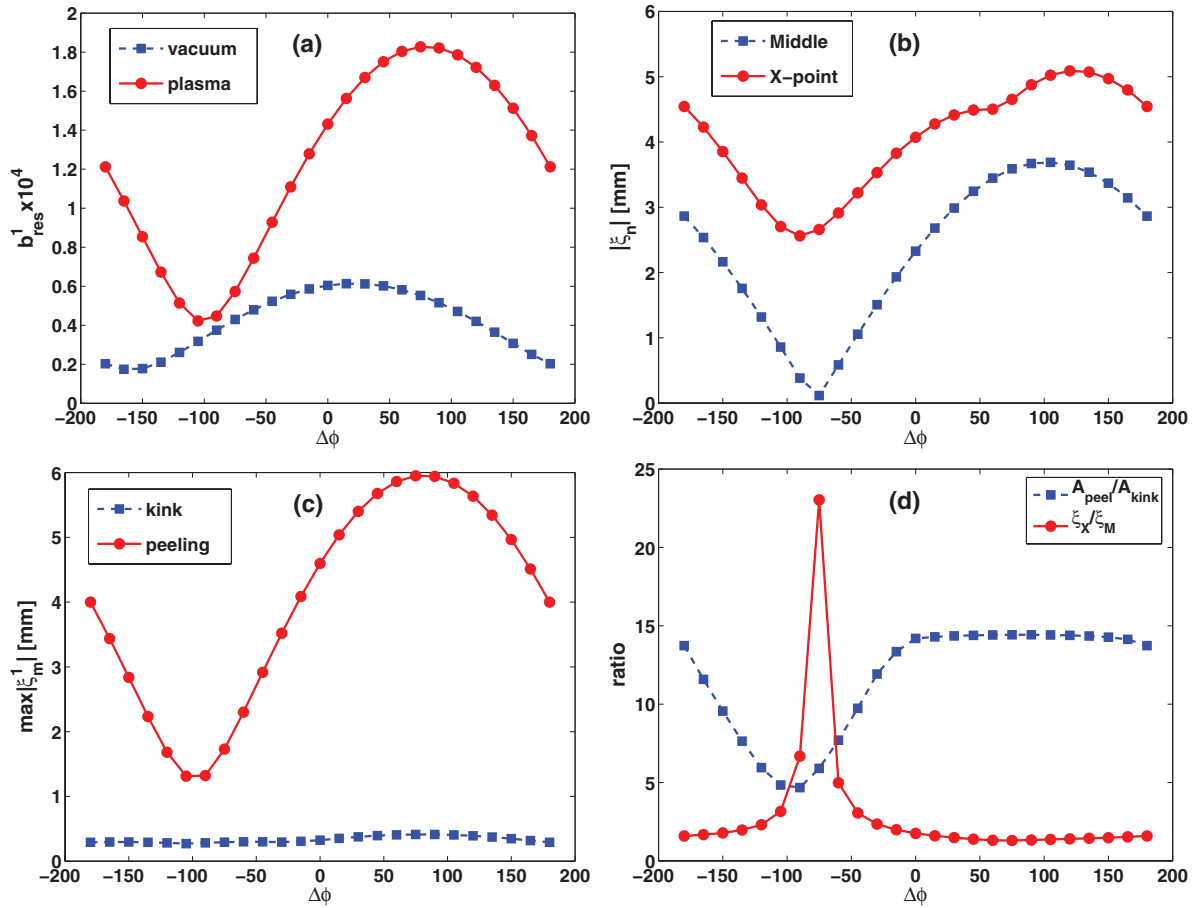 (a)
vacuum
plasma
2
1.8
1.6
1.4
1.2
1
0.8
0.6
0.4
0.2
0
b¹res x10⁴
−200 −150 −100 −50 0 50 100 150 200
Δϕ
(b)
Middle
X−point
6
5
4
3
2
1
0
|ξn| [mm]
−200 −150 −100 −50 0 50 100 150 200
Δϕ
(c)
kink
peeling
6
5
4
3
2
1
0
max|ξ¹m| [mm]
−200 −150 −100 −50 0 50 100 150 200
Δϕ
(d)
Apeel/Akink
ξX/ξM
25
20
15
10
5
0
ratio
−200 −150 −100 −50 0 50 100 150 200
Δϕ